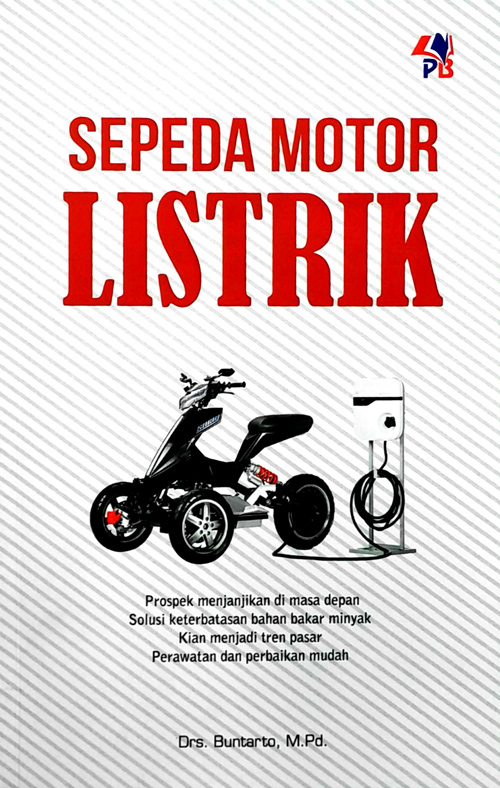 PB
SEPEDA MOTOR
LISTRIK
Prospek menjanjikan di masa depan
Solusi keterbatasan bahan bakar minyak
Kian menjadi tren pasar
Perawatan dan perbaikan mudah
Drs. Buntarto, M.Pd.